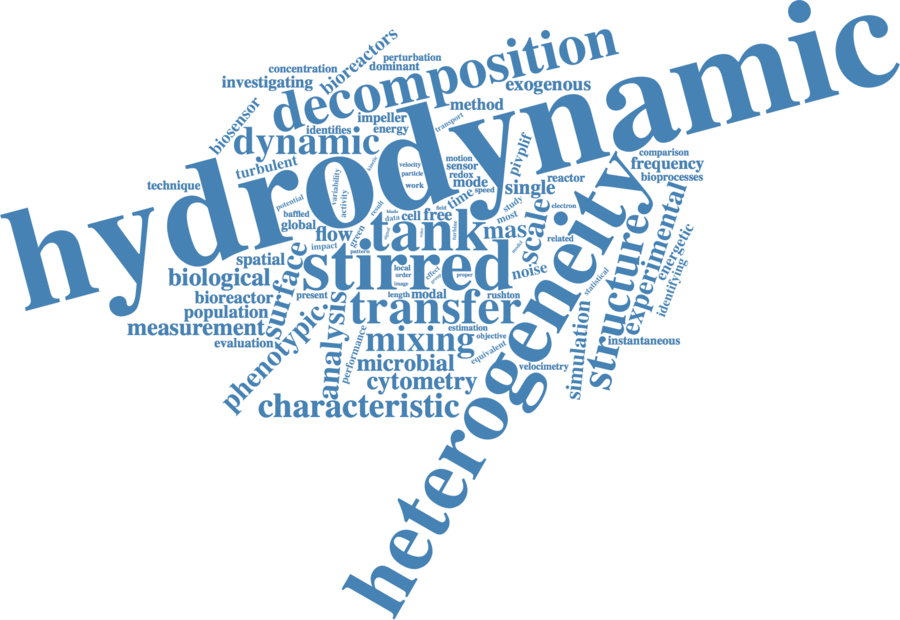 hydrodynamic
heterogeneity
decomposition
stirred
tank
transfer
dynamic
structure
characteristic
mixing
surface
experimental
phenotypic
analysis
scale
mass
microbial
cytometry
biological
measurement
simulation
flow
bioreactors
perturbation
concentration
dominant
investigating
exogenous
biosensor
method
impeller
transport
identifies
energy
turbulent
technique
kinetic
velocity
particle
work
motion
sensor
redox
mode
speed
pivplif
comparison
frequency
bioprocesses
reactor
single
time
variability
activity
potential
baffled
global
result
data
cell
free
field
study
most
electron
related
impact
green
pattern
spatial
local
order
image
effect
proper
noise
model
statistical
energetic
identifying
bioreactor
population
present
length
modal
rushton
evaluation
performance
estimation
objective
equivalent
velocimetry
instantaneous
turbine